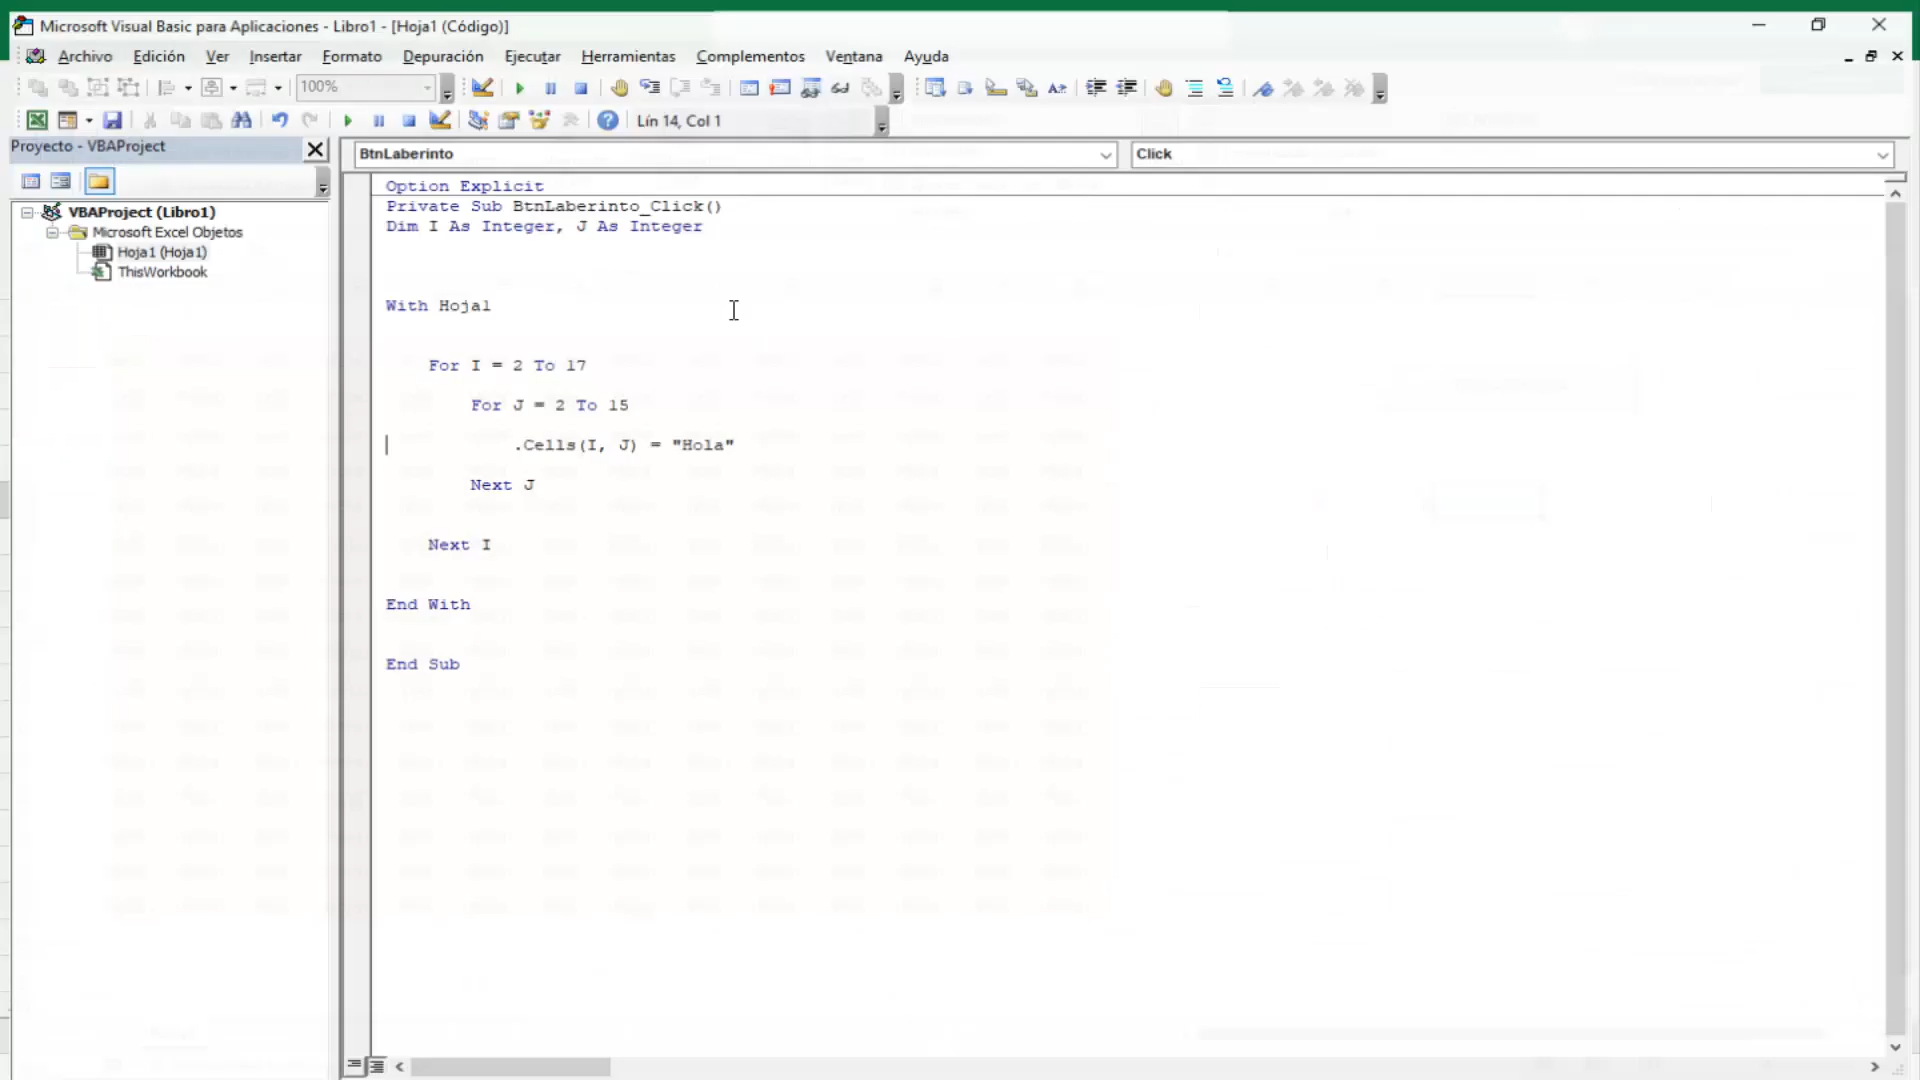 Microsoft Visual Basic para Aplicaciones - Libro1 - [Hoja1 (Código)]
Archivo Edición Ver Insertar Formato Depuración Ejecutar Herramientas Complementos Ventana Ayuda
100%
Lín 14, Col 1
Proyecto - VBAProject
BtnLaberinto
Click
VBAProject (Libro1)
Microsoft Excel Objetos
Hoja1 (Hoja1)
ThisWorkbook
Option Explicit
Private Sub BtnLaberinto_Click()
Dim I As Integer, J As Integer
With Hoja1
For I = 2 To 17
For J = 2 To 15
.Cells(I, J) = "Hola"
Next J
Next I
End With
End Sub